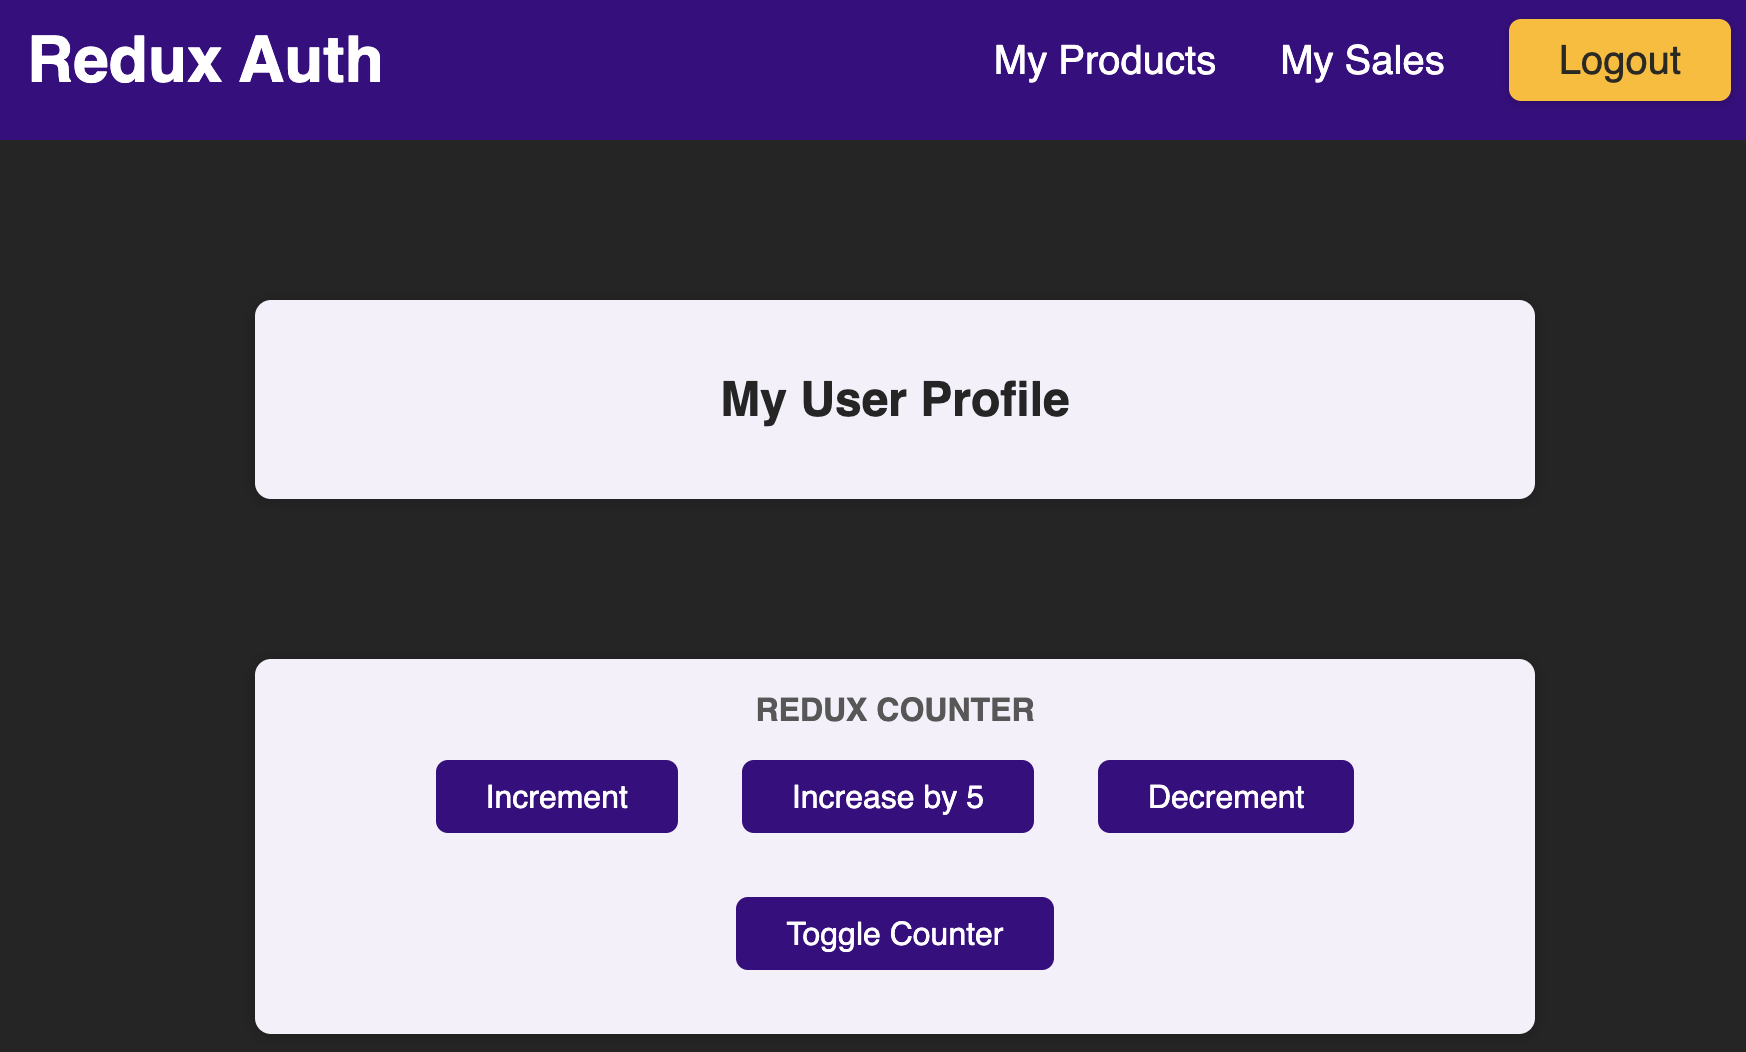 Redux Auth My Products My Sales Logout
My User Profile
REDUX COUNTER
Increment Increase by 5 Decrement
Toggle Counter